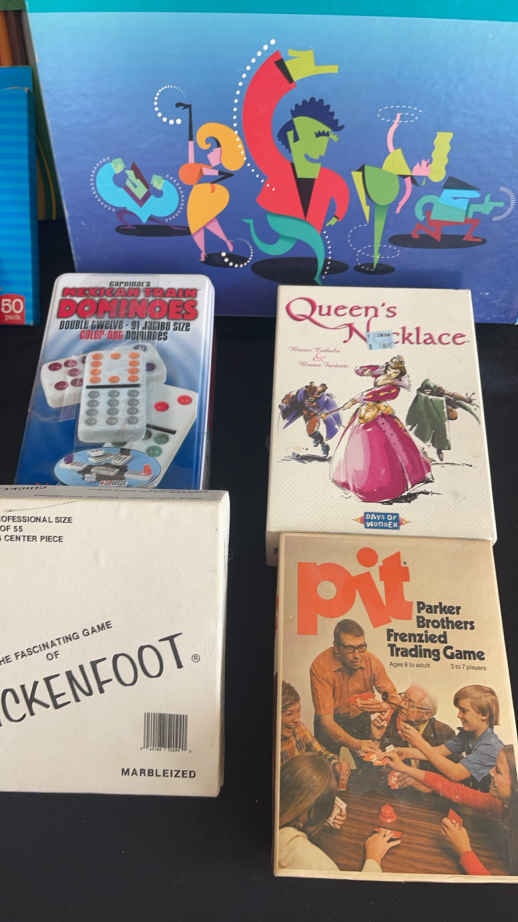 50
Cardinal's
MEXICAN TRAIN
DOMINOES
DOUBLE TWELVE · 91 JUMBO SIZE
COLOR DOT DOMINOES
Queen's
Necklace
&
DAYS OF
WONDER
OFESSIONAL SIZE
OF 55
CENTER PIECE
HE FASCINATING GAME
OF
CKENFOOT®
MARBLEIZED
pit
Parker
Brothers
Frenzied
Trading Game
Ages 8 to adult 3 to 7 players